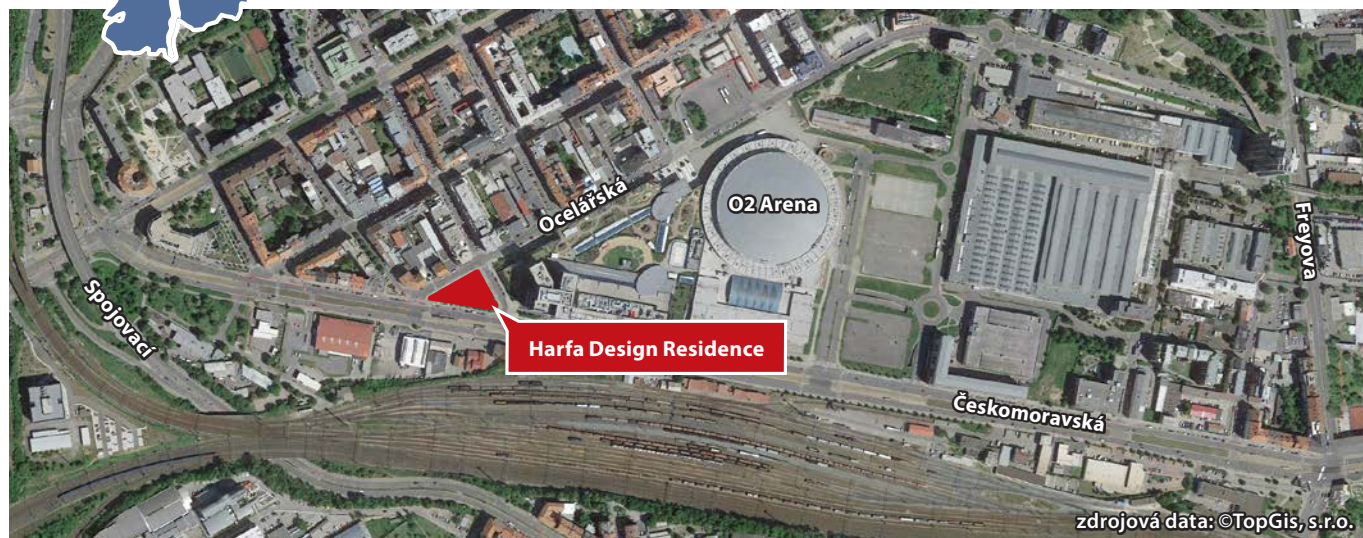 Ocelářská
O2 Arena
Freyova
Spojovací
Harfa Design Residence
Českomoravská
zdrojová data: ©TopGis, s.r.o.